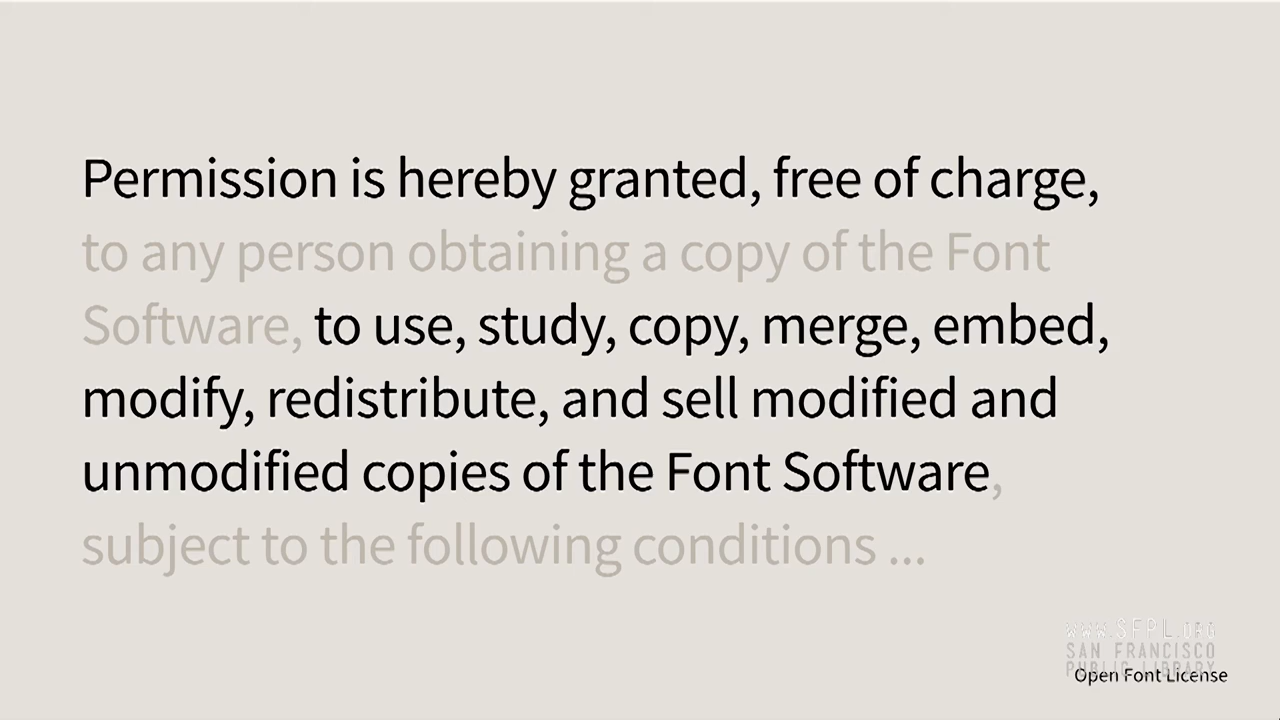 Permission is hereby granted, free of charge,
to any person obtaining a copy of the Font
Software, to use, study, copy, merge, embed,
modify, redistribute, and sell modified and
unmodified copies of the Font Software,
subject to the following conditions ...
WWW.SFPL.ORG
SAN FRANCISCO
PUBLIC LIBRARY
Open Font License